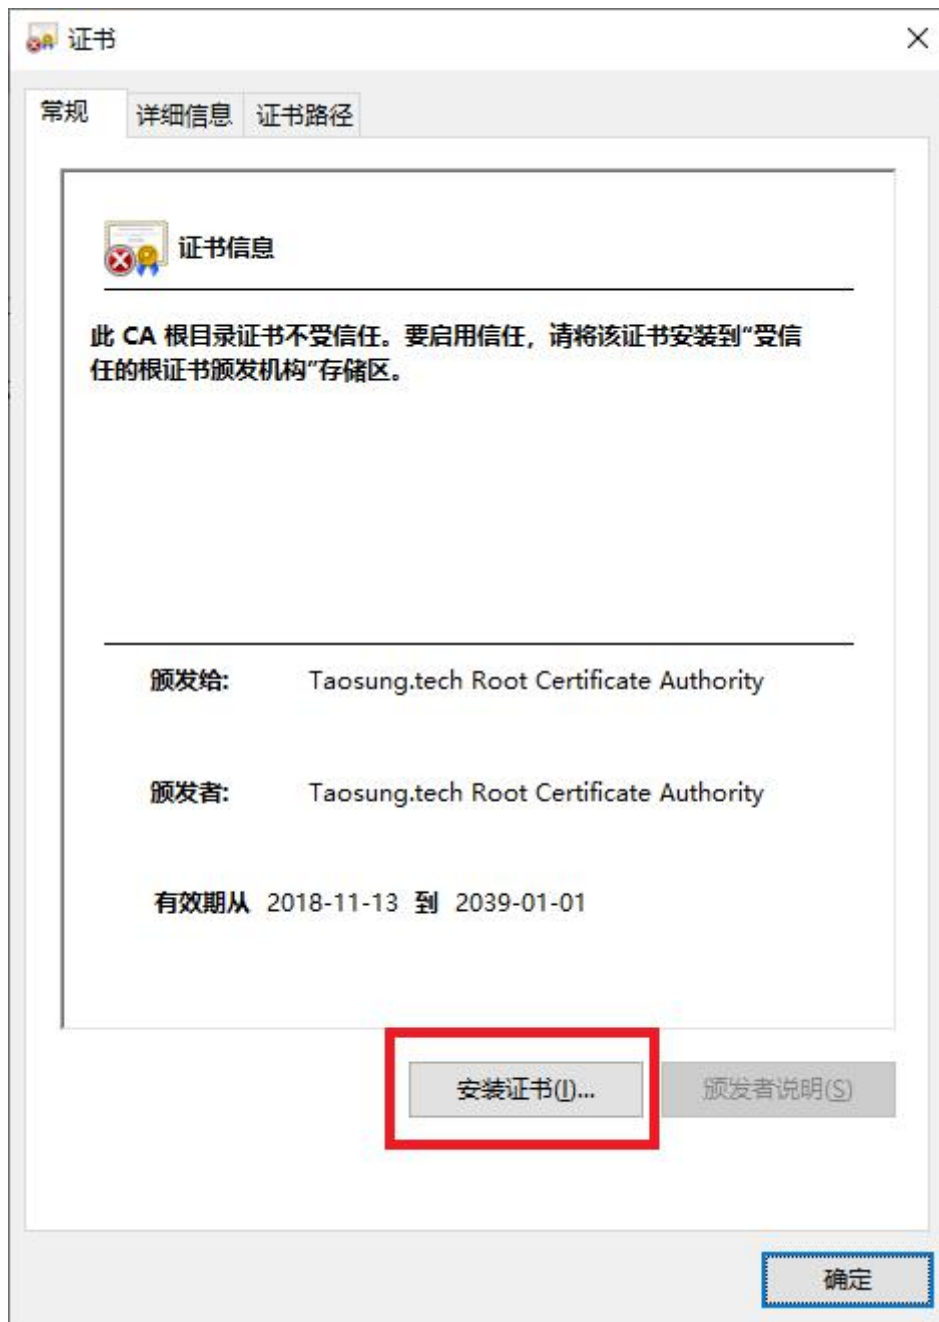 证书
常规 详细信息 证书路径
证书信息
此 CA 根目录证书不受信任。要启用信任，请将该证书安装到“受信
任的根证书颁发机构”存储区。
颁发给: Taosung.tech Root Certificate Authority
颁发者: Taosung.tech Root Certificate Authority
有效期从 2018-11-13 到 2039-01-01
安装证书(I)... 颁发者说明(S)
确定